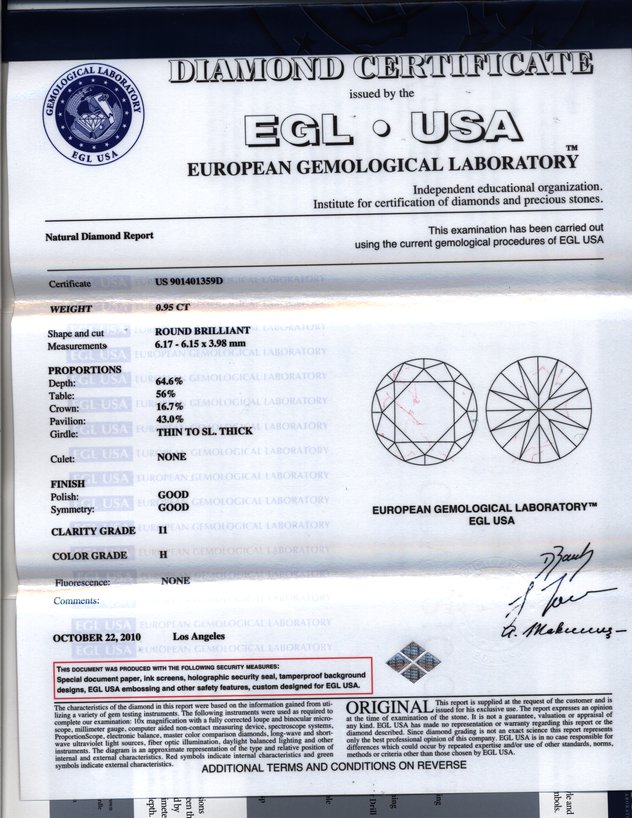 DIAMOND CERTIFICATE
issued by the
GEMOLOGICAL LABORATORY
EGL USA
EGL • USA
EUROPEAN GEMOLOGICAL LABORATORY™
Independent educational organization.
Institute for certification of diamonds and precious stones.
Natural Diamond Report
This examination has been carried out
using the current gemological procedures of EGL USA
Certificate US 901401359D
WEIGHT 0.95 CT
Shape and cut ROUND BRILLIANT
Measurements 6.17 - 6.15 x 3.98 mm
PROPORTIONS
Depth: 64.6%
Table: 56%
Crown: 16.7%
Pavilion: 43.0%
Girdle: THIN TO SL. THICK
Culet: NONE
FINISH
Polish: GOOD
Symmetry: GOOD
CLARITY GRADE I1
COLOR GRADE H
Fluorescence: NONE
Comments:
EUROPEAN GEMOLOGICAL LABORATORY™
EGL USA
OCTOBER 22, 2010 Los Angeles
THIS DOCUMENT WAS PRODUCED WITH THE FOLLOWING SECURITY MEASURES:
Special document paper, ink screens, holographic security seal, tamperproof background
designs, EGL USA embossing and other safety features, custom designed for EGL USA.
The characteristics of the diamond in this report were based on the information gained from uti-
lizing a variety of gem testing instruments. The following instruments were used to
complete our examination: 10x magnification with a fully corrected loupe and binocular micro-
scope, millimeter gauge, computer aided non-contact measuring device, spectroscope systems,
ProportionScope, electronic balance, master color comparison diamonds, long-wave and short-
wave ultraviolet light sources, fiber optic illumination, daylight balanced lighting and other
instruments. The diagram is an approximate representation of the type and relative position of
internal and external characteristics. Red symbols indicate internal characteristics and green
symbols indicate external characteristics.
ORIGINAL This report is supplied at the request of the customer and is
issued for his exclusive use. The report expresses an opinion
at the time of examination of the stone. It is not a guarantee, valuation or appraisal of
any kind. EGL USA has made no representation or warranty regarding this report or the
diamond described. Since diamond grading is not an exact science this report represents
only the best professional opinion of this company. EGL USA is in no case responsible for
differences which could occur by repeated expertise and/or use of other standards, norms,
methods or criteria other than those chosen by EGL USA.
ADDITIONAL TERMS AND CONDITIONS ON REVERSE